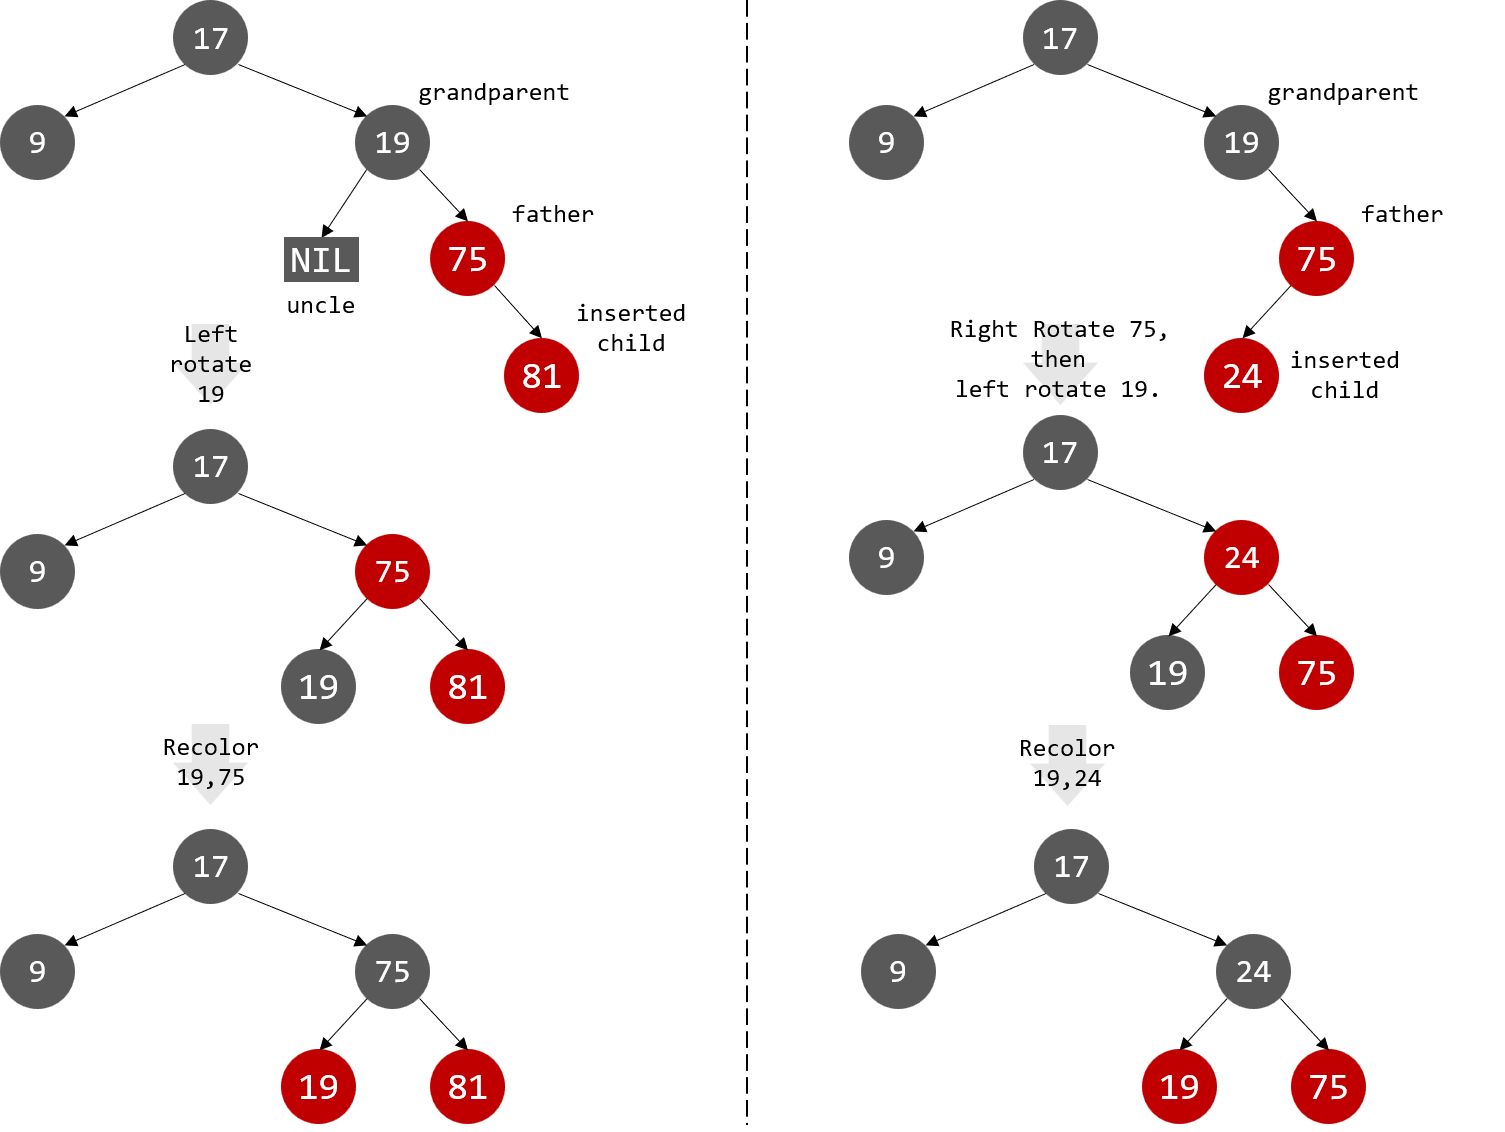 17
grandparent
9
19
father
NIL
75
uncle
inserted
child
81
Left
rotate
19
17
9
75
19
81
Recolor
19,75
17
9
75
19
81
17
grandparent
9
19
father
75
Right Rotate 75,
then
left rotate 19.
24
inserted
child
17
9
24
19
75
Recolor
19,24
17
9
24
19
75